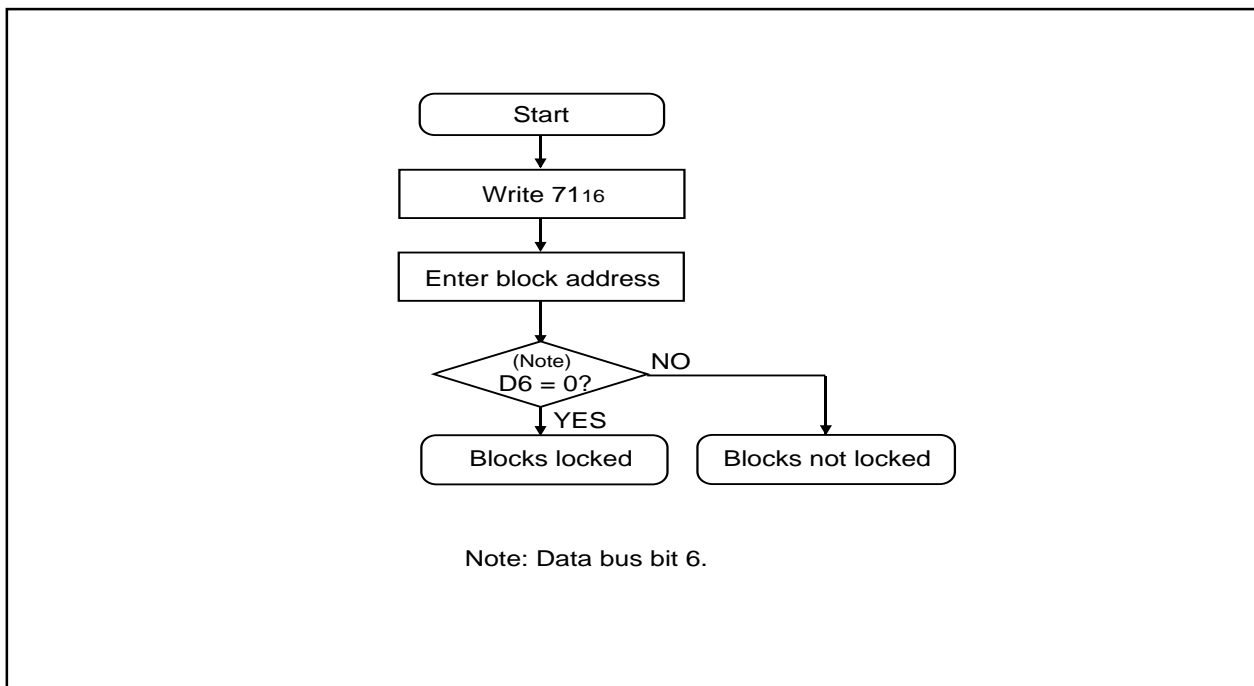 Start
Write 7116
Enter block address
(Note)
D6 = 0?
NO
YES
Blocks locked
Blocks not locked
Note: Data bus bit 6.